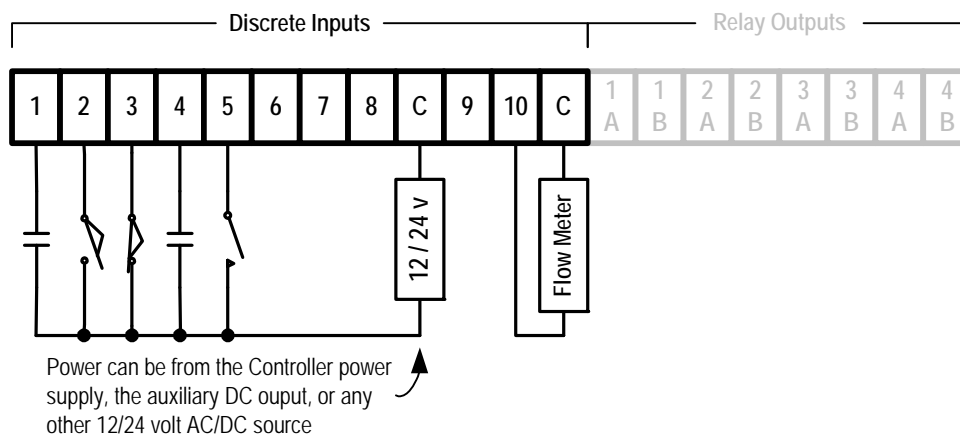 Discrete Inputs
Relay Outputs
1 2 3 4 5 6 7 8 C 9 10 C 1 1 2 2 3 3 4 4
A B A B A B A B
12 / 24 v
Flow Meter
Power can be from the Controller power
supply, the auxiliary DC ouput, or any
other 12/24 volt AC/DC source